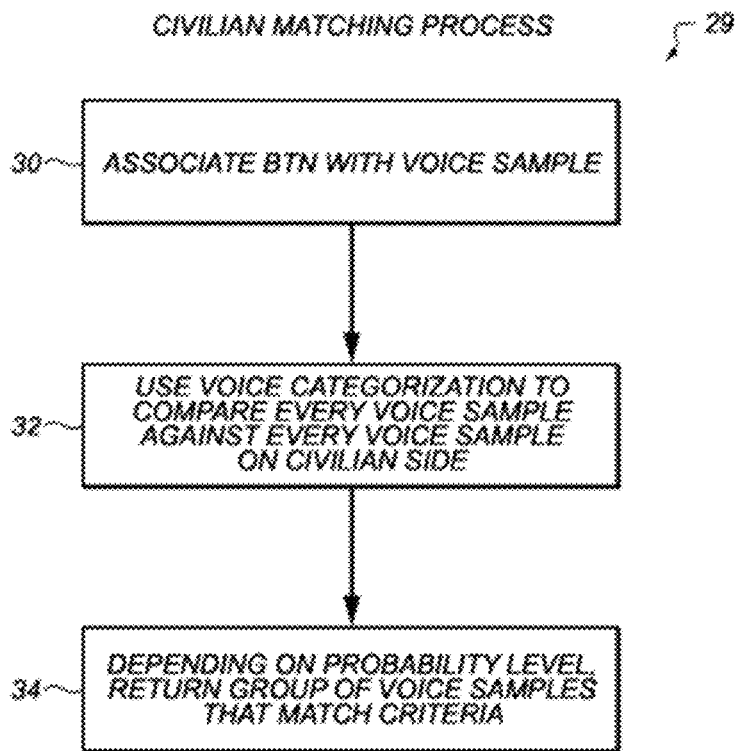 CIVILIAN MATCHING PROCESS
29
30
ASSOCIATE BTN WITH VOICE SAMPLE
32
USE VOICE CATEGORIZATION TO
COMPARE EVERY VOICE SAMPLE
AGAINST EVERY VOICE SAMPLE
ON CIVILIAN SIDE
34
DEPENDING ON PROBABILITY LEVEL,
RETURN GROUP OF VOICE SAMPLES
THAT MATCH CRITERIA